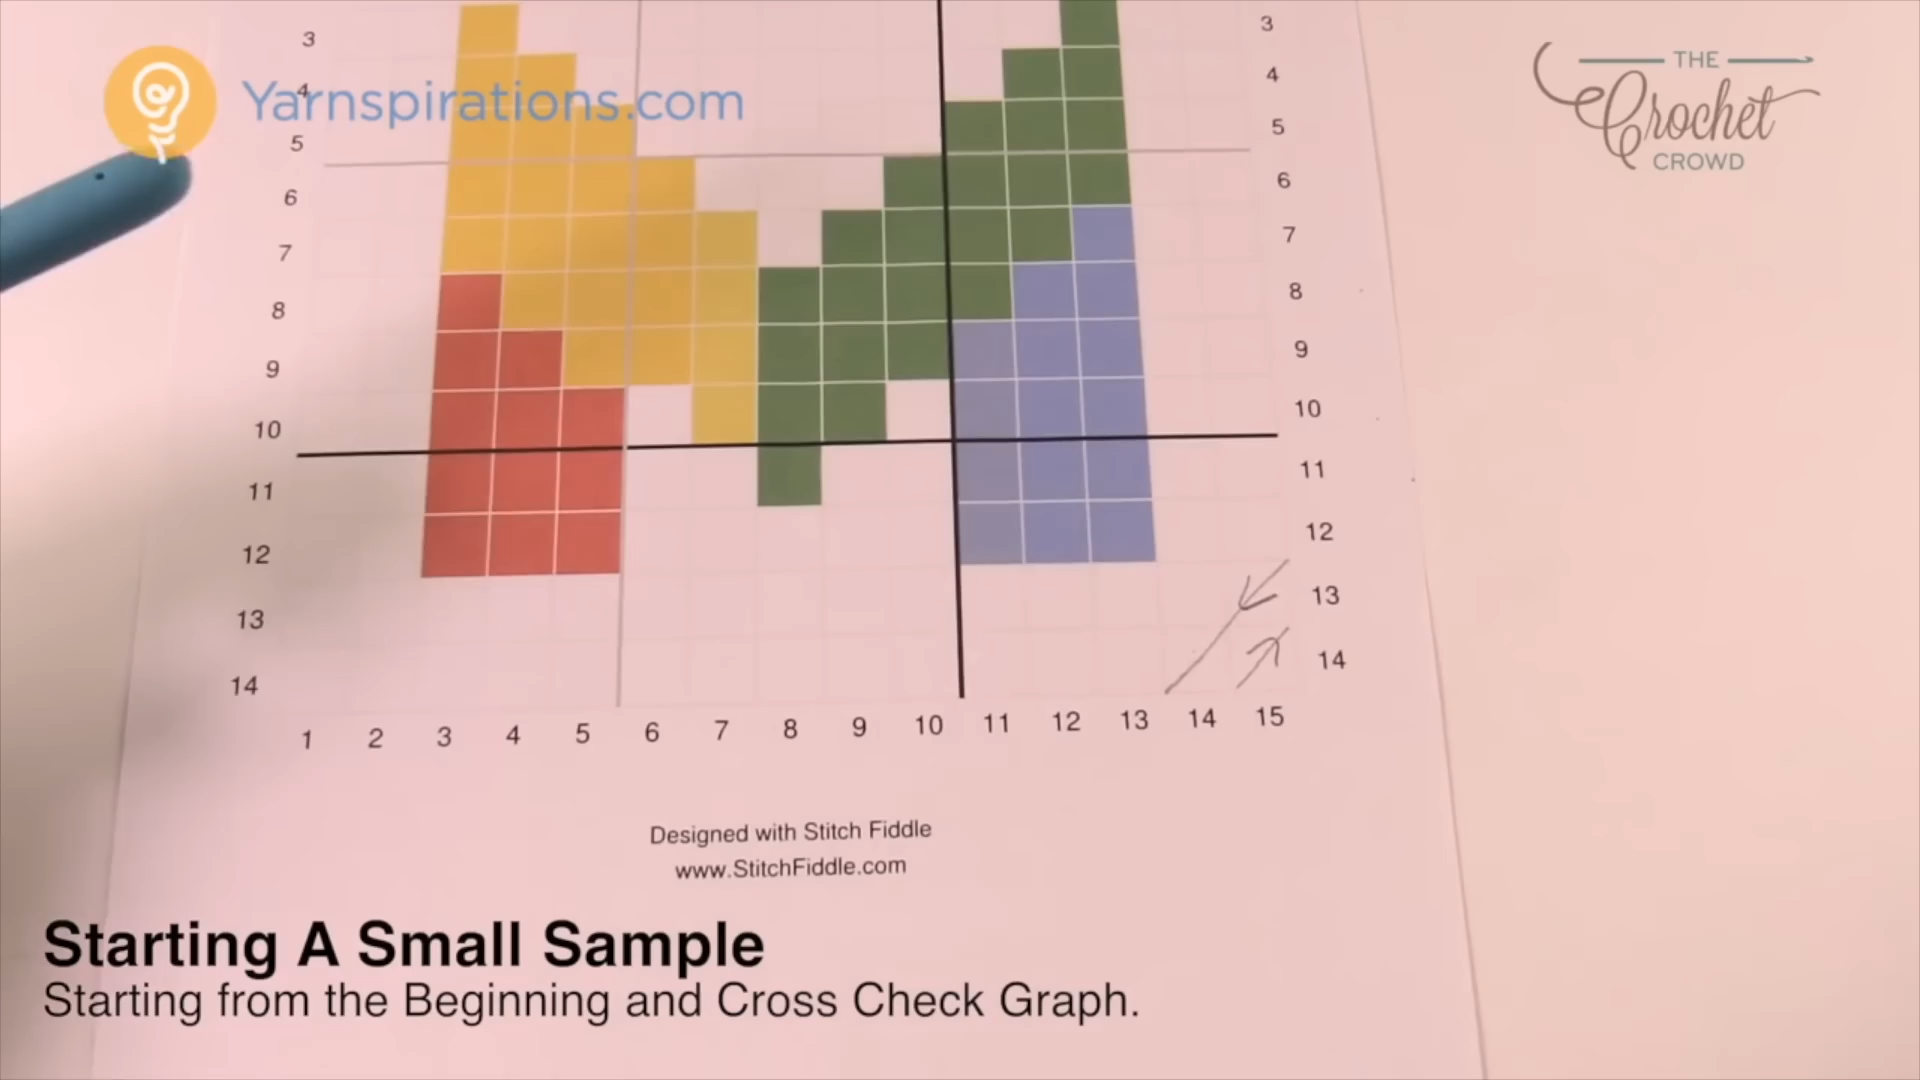 3 3
4 4
5 5
6 6
7 7
8 8
9 9
10 10
11 11
12 12
13 13
14 14
1 2 3 4 5 6 7 8 9 10 11 12 13 14 15
Designed with Stitch Fiddle
www.StitchFiddle.com
Yarnspirations.com
THE
Crochet
CROWD
Starting A Small Sample
Starting from the Beginning and Cross Check Graph.